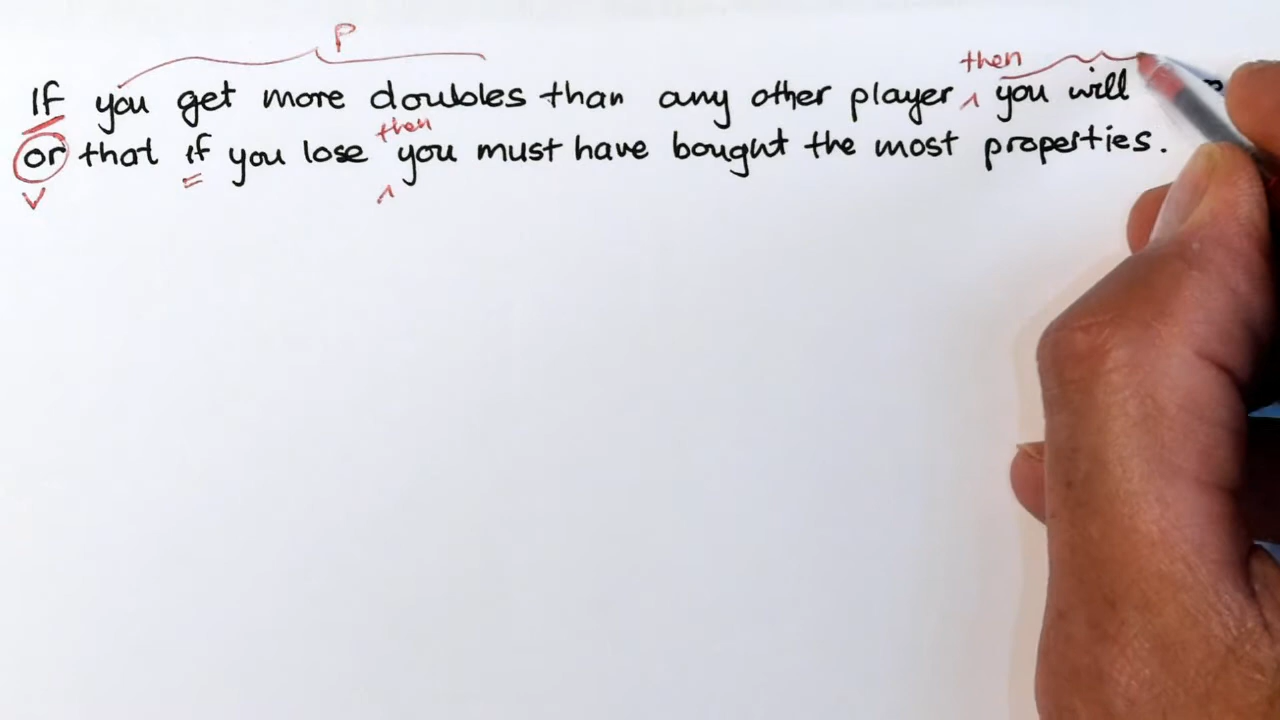 P
then
If you get more doubles than any other player ^ you will
then
or that if you lose ^ you must have bought the most properties.
V